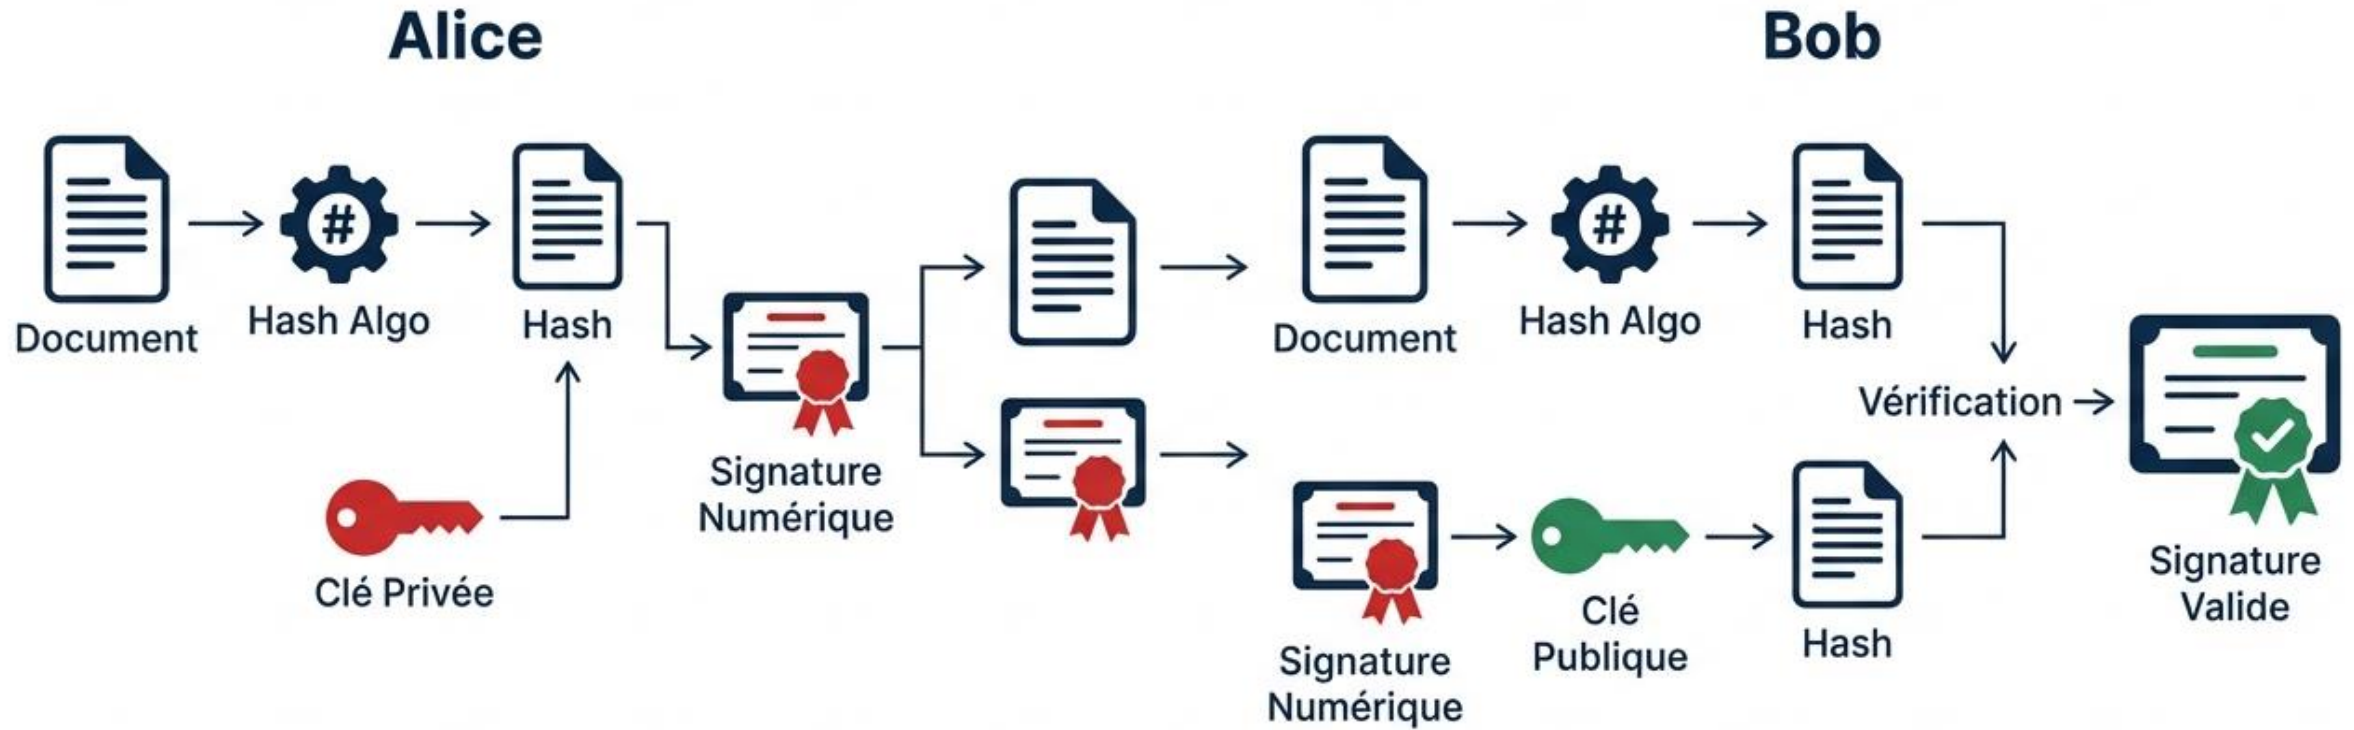 Alice
Bob
#
#
Document
Hash Algo
Hash
Document
Hash Algo
Hash
Vérification
Signature
Numérique
Clé Privée
Signature
Numérique
Clé
Publique
Hash
Signature
Valide